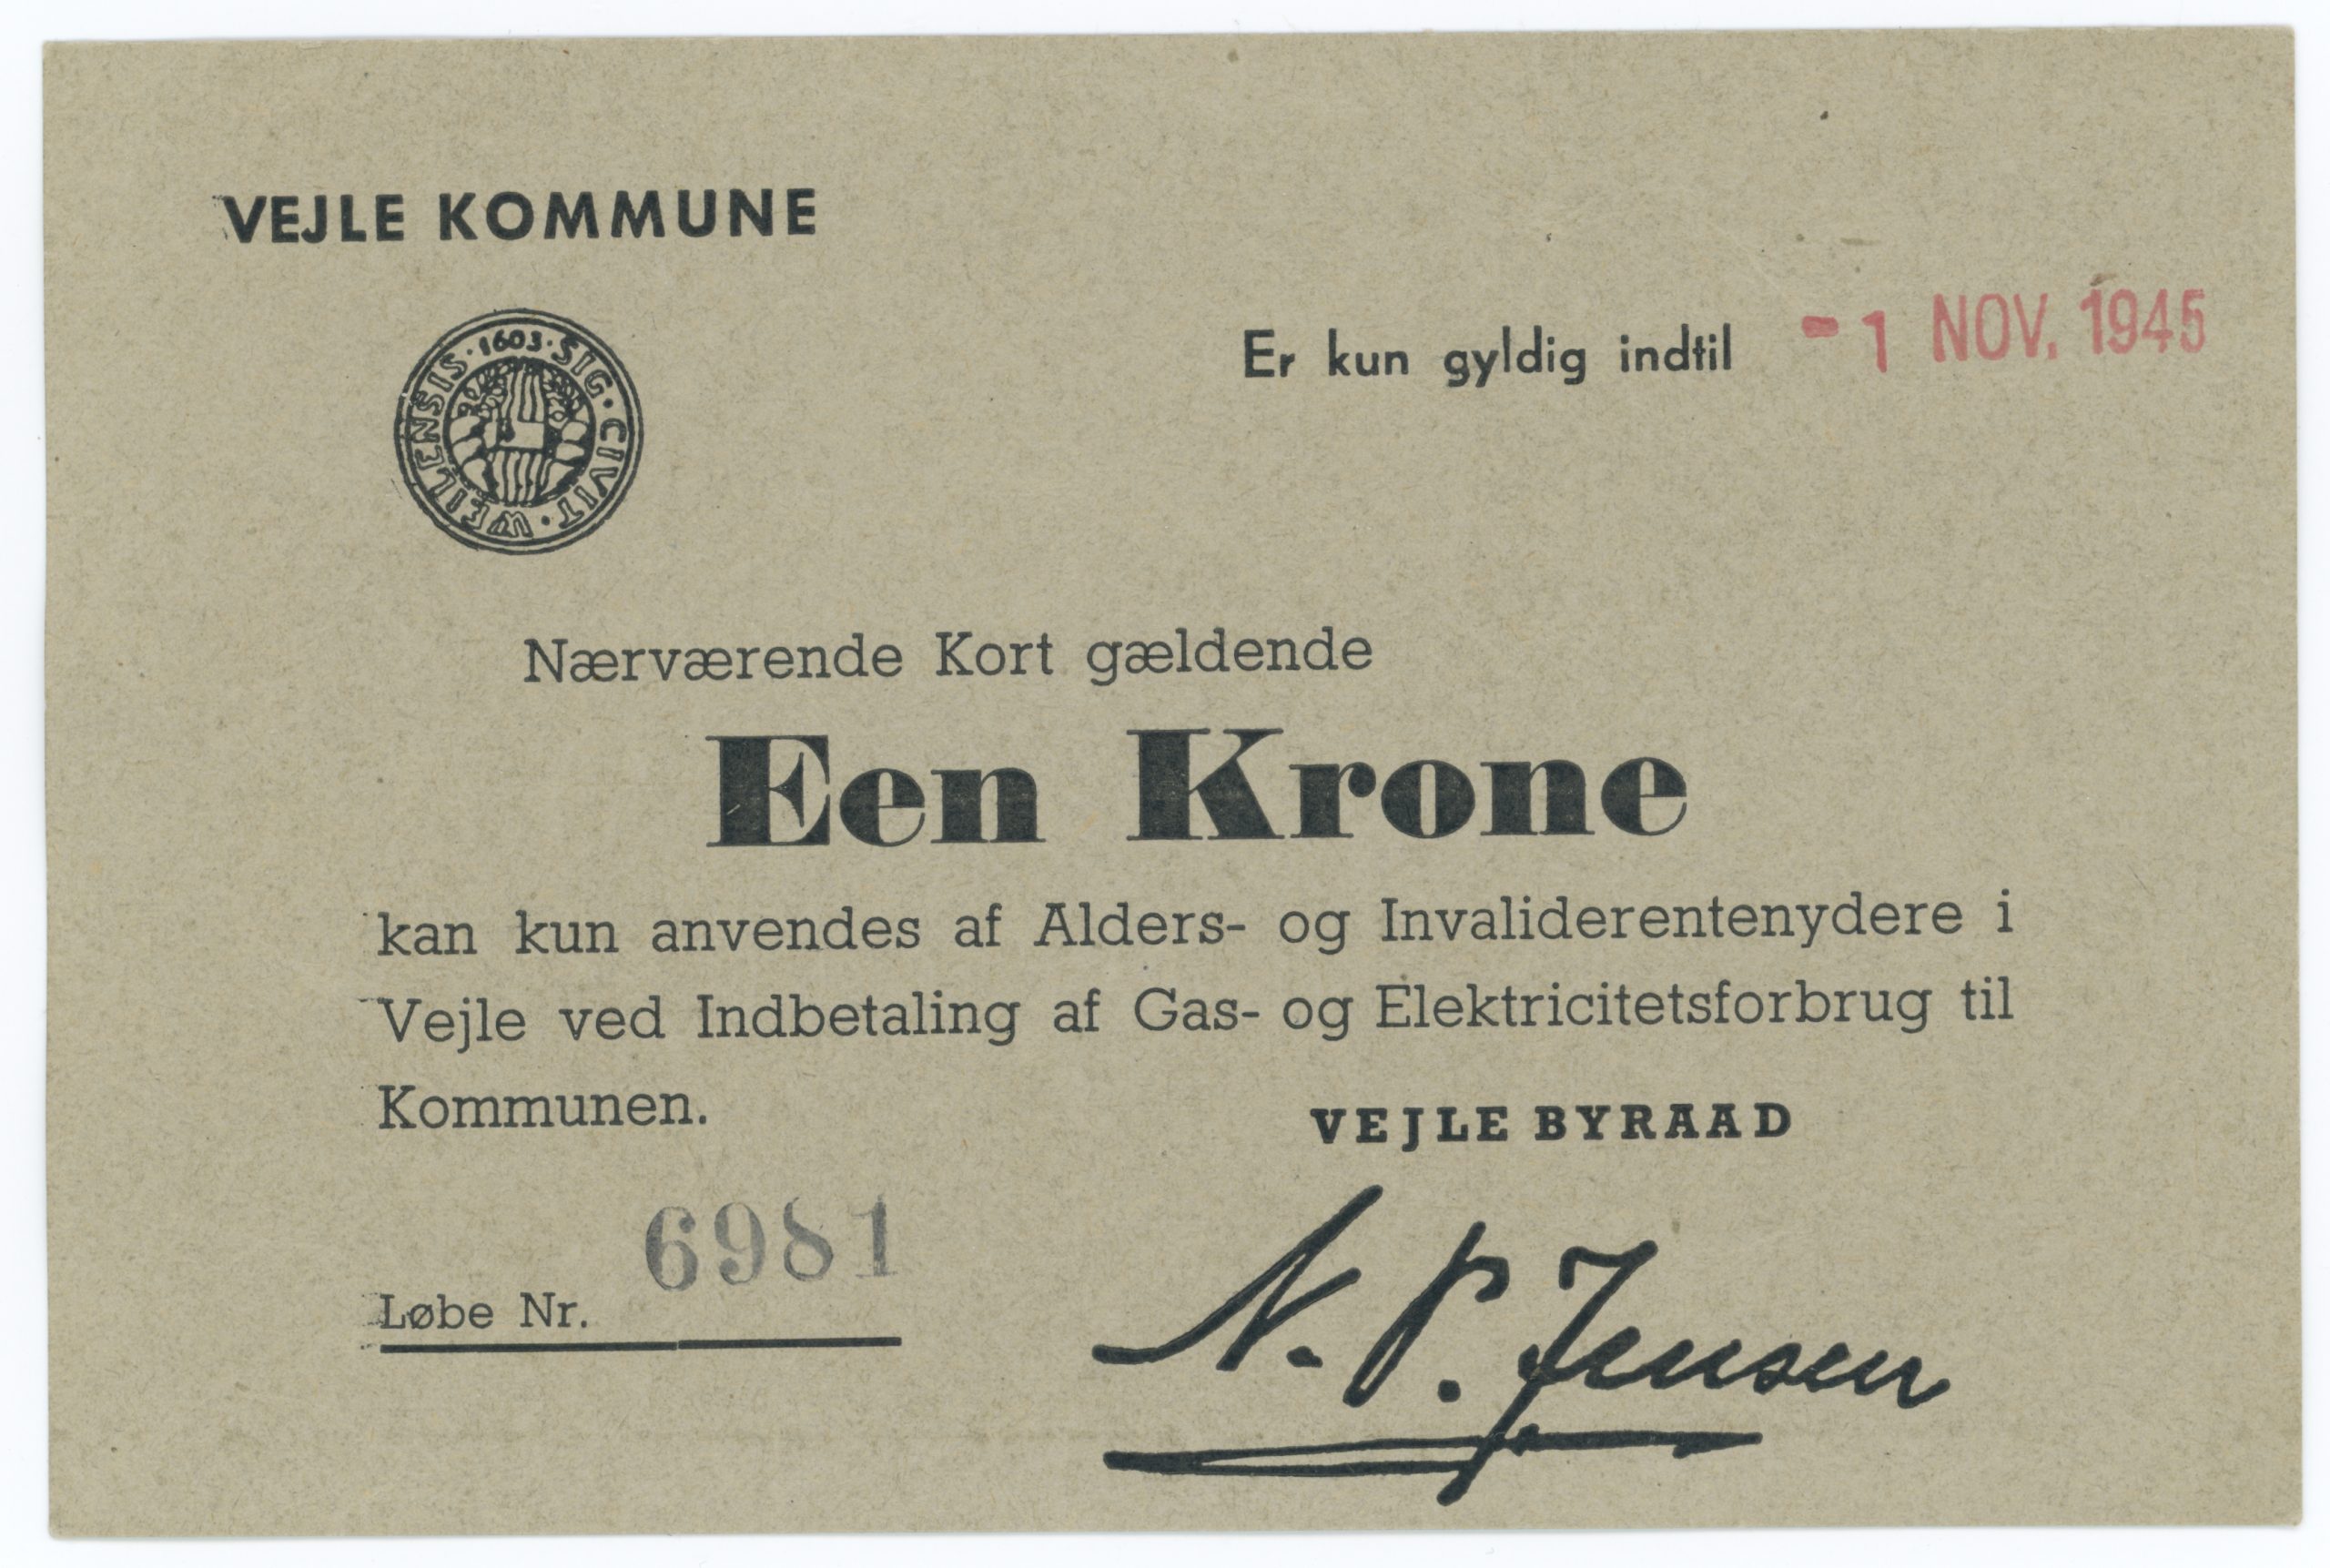 VEJLE KOMMUNE
· 1603 · SIG · CIVIT · WEILENSIS
Er kun gyldig indtil - 1 NOV. 1945
Nærværende Kort gældende
Een Krone
kan kun anvendes af Alders- og Invaliderentenydere i
Vejle ved Indbetaling af Gas- og Elektricitetsforbrug til
Kommunen.
VEJLE BYRAAD
Løbe Nr. 6981
N. P. Jensen